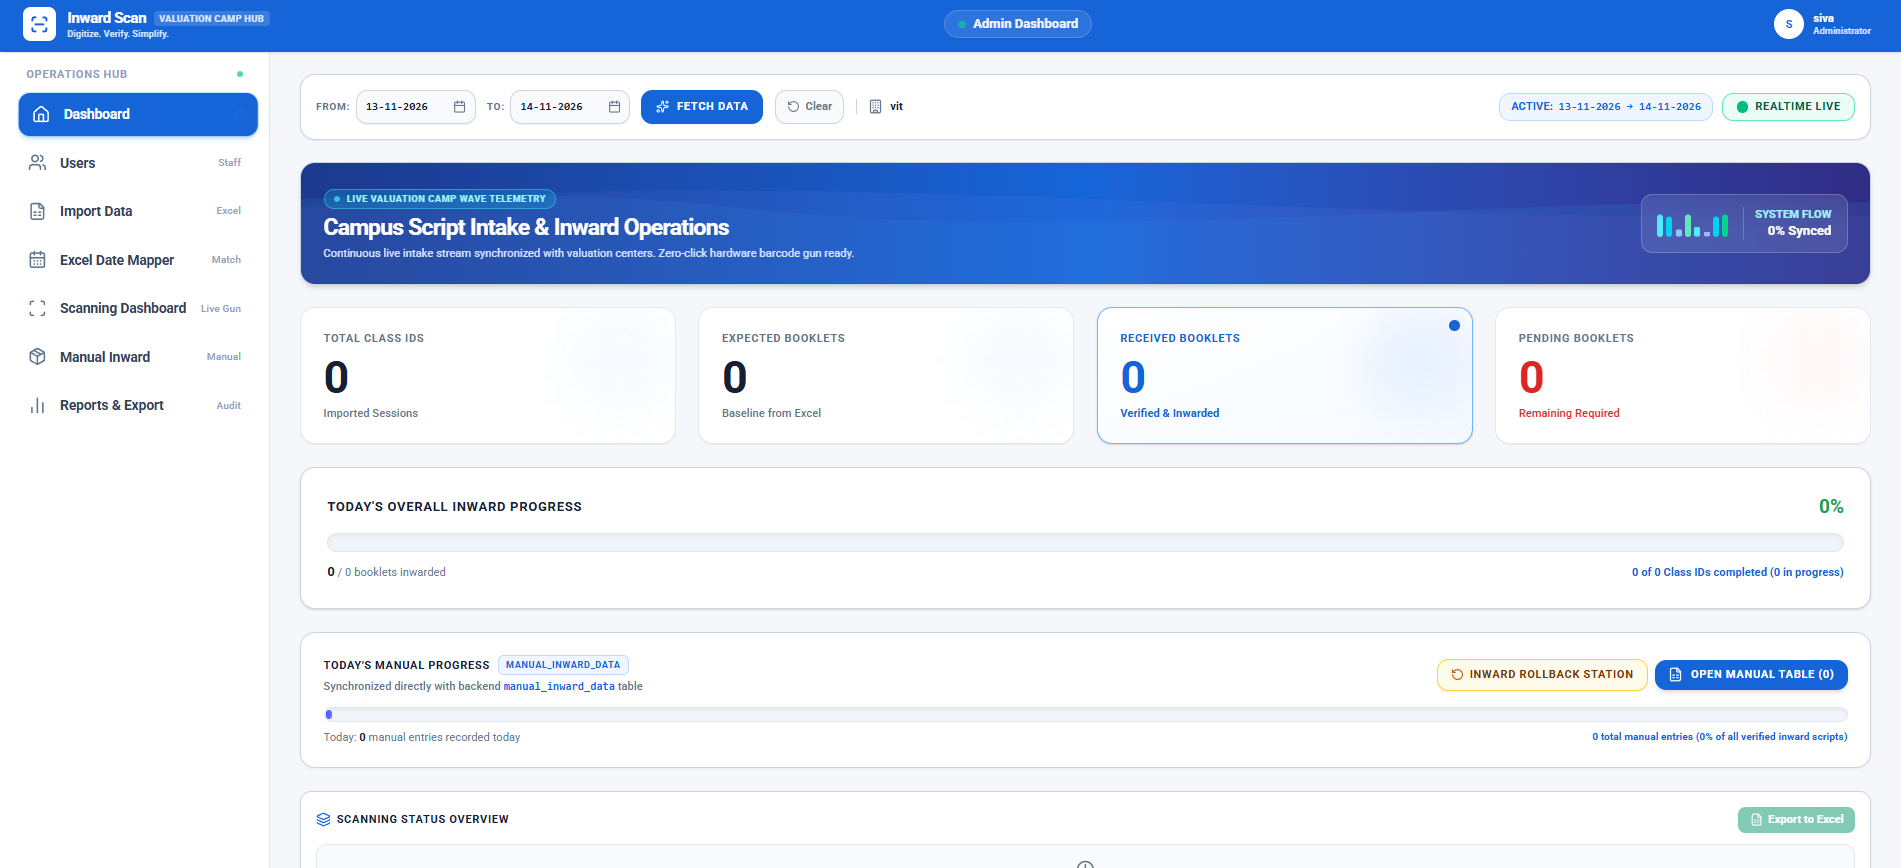 Inward Scan VALUATION CAMP HUB
Digitize. Verify. Simplify.
Admin Dashboard
S
siva
Administrator
OPERATIONS HUB
Dashboard
Users Staff
Import Data Excel
Excel Date Mapper Match
Scanning Dashboard Live Gun
Manual Inward Manual
Reports & Export Audit
FROM: 13-11-2026 TO: 14-11-2026 FETCH DATA Clear vit
ACTIVE: 13-11-2026 → 14-11-2026 REALTIME LIVE
LIVE VALUATION CAMP WAVE TELEMETRY
Campus Script Intake & Inward Operations
Continuous live intake stream synchronized with valuation centers. Zero-click hardware barcode gun ready.
SYSTEM FLOW
0% Synced
TOTAL CLASS IDS
0
Imported Sessions
EXPECTED BOOKLETS
0
Baseline from Excel
RECEIVED BOOKLETS
0
Verified & Inwarded
PENDING BOOKLETS
0
Remaining Required
TODAY'S OVERALL INWARD PROGRESS 0%
0 / 0 booklets inwarded 0 of 0 Class IDs completed (0 in progress)
TODAY'S MANUAL PROGRESS MANUAL_INWARD_DATA
Synchronized directly with backend manual_inward_data table
INWARD ROLLBACK STATION OPEN MANUAL TABLE (0)
Today: 0 manual entries recorded today 0 total manual entries (0% of all verified inward scripts)
SCANNING STATUS OVERVIEW Export to Excel